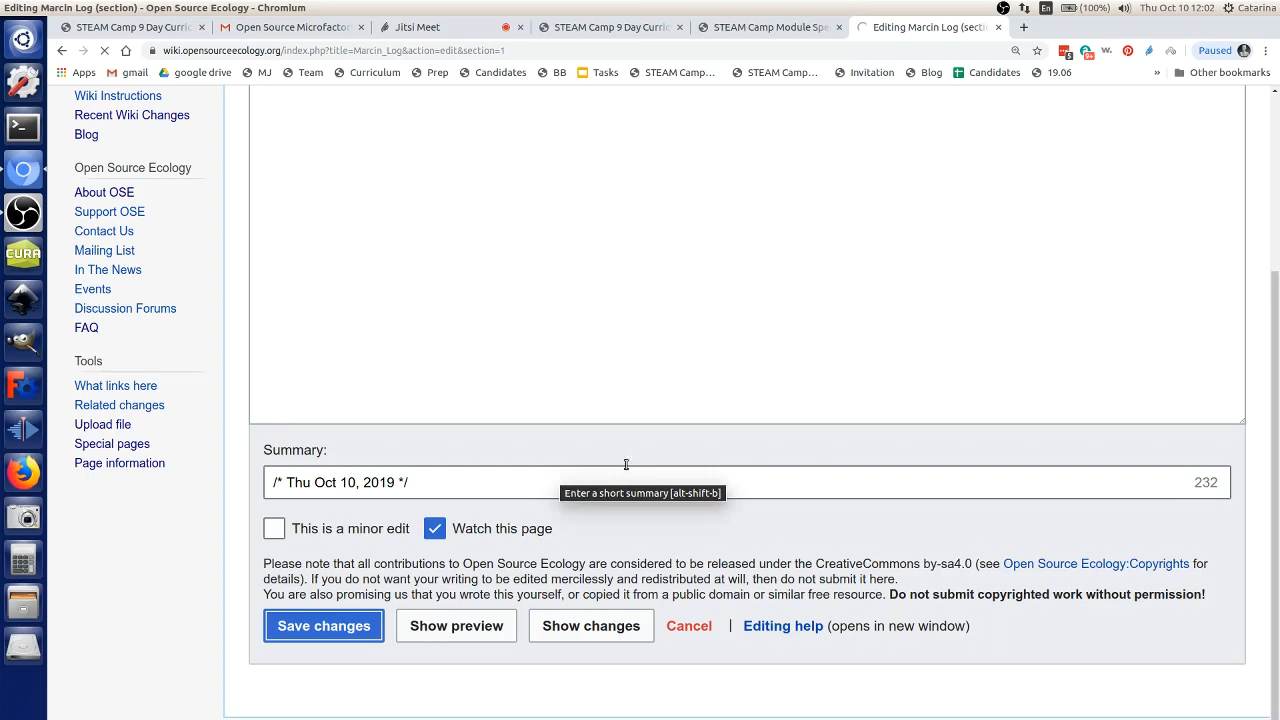 Editing Marcin Log (section) - Open Source Ecology - Chromium
En (100%) Thu Oct 10 12:02 Catarina
STEAM Camp 9 Day Curric Open Source Microfactor Jitsi Meet STEAM Camp 9 Day Curric STEAM Camp Module Spe Editing Marcin Log (secti
wiki.opensourceecology.org/index.php?title=Marcin_Log&action=edit&section=1 Paused
Apps gmail google drive MJ Team Curriculum Prep Candidates BB Tasks STEAM Camp... STEAM Camp... Invitation Blog Candidates 19.06 » Other bookmarks
Wiki Instructions
Recent Wiki Changes
Blog
Open Source Ecology
About OSE
Support OSE
Contact Us
Mailing List
In The News
Events
Discussion Forums
FAQ
Tools
What links here
Related changes
Upload file
Special pages
Page information
CURA
Summary:
/* Thu Oct 10, 2019 */ 232
Enter a short summary [alt-shift-b]
This is a minor edit Watch this page
Please note that all contributions to Open Source Ecology are considered to be released under the CreativeCommons by-sa4.0 (see Open Source Ecology:Copyrights for
details). If you do not want your writing to be edited mercilessly and redistributed at will, then do not submit it here.
You are also promising us that you wrote this yourself, or copied it from a public domain or similar free resource. Do not submit copyrighted work without permission!
Save changes Show preview Show changes Cancel | Editing help (opens in new window)